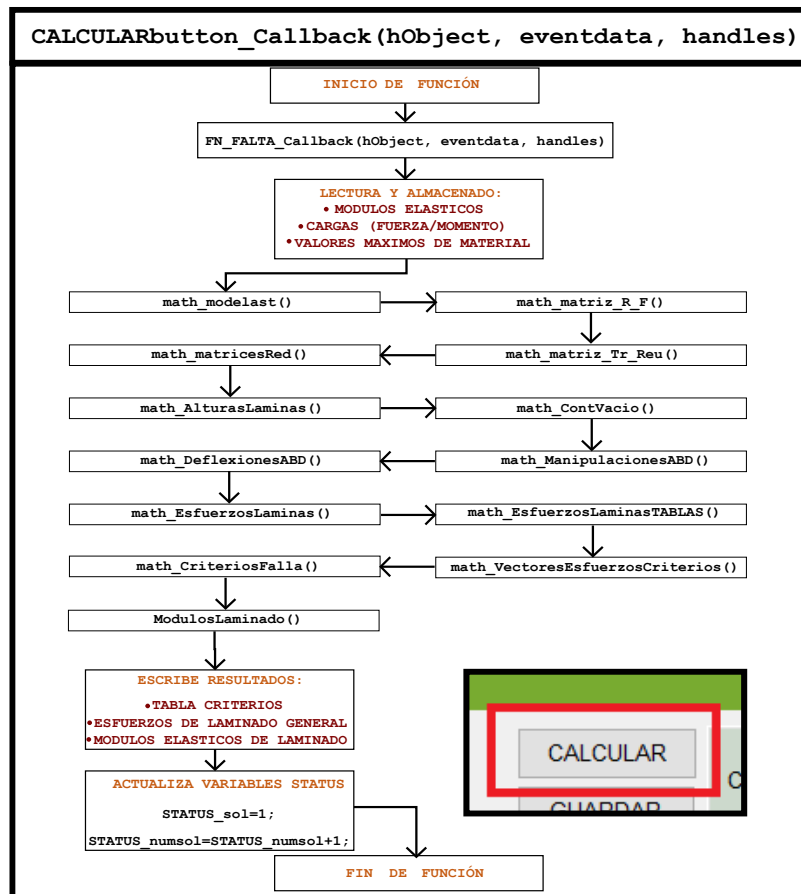 CALCULARbutton_Callback(hObject, eventdata, handles)
INICIO DE FUNCIÓN
FN_FALTA_Callback(hObject, eventdata, handles)
LECTURA Y ALMACENADO:
• MODULOS ELASTICOS
• CARGAS (FUERZA/MOMENTO)
• VALORES MAXIMOS DE MATERIAL
math_modelast()
math_matriz_R_F()
math_matricesRed()
math_matriz_Tr_Reu()
math_AlturasLaminas()
math_ContVacio()
math_DeflexionesABD()
math_ManipulacionesABD()
math_EsfuerzosLaminas()
math_EsfuerzosLaminasTABLAS()
math_CriteriosFalla()
math_VectoresEsfuerzosCriterios()
ModulosLaminado()
ESCRIBE RESULTADOS:
• TABLA CRITERIOS
• ESFUERZOS DE LAMINADO GENERAL
• MODULOS ELASTICOS DE LAMINADO
CALCULAR
C
GUARDAR
ACTUALIZA VARIABLES STATUS
STATUS_sol=1;
STATUS_numsol=STATUS_numsol+1;
FIN DE FUNCIÓN